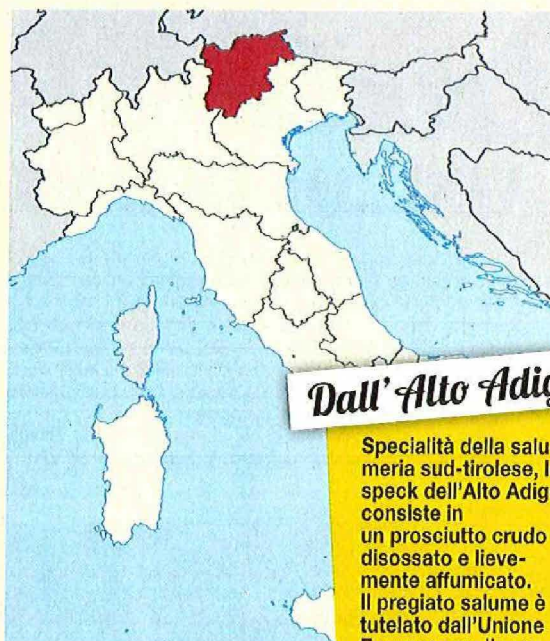 Dall'Alto Adig
Specialità della salu
meria sud-tirolese, l
speck dell'Alto Adig
consiste in
un prosciutto crudo
disossato e lieve-
mente affumicato.
Il pregiato salume è
tutelato dall'Unione